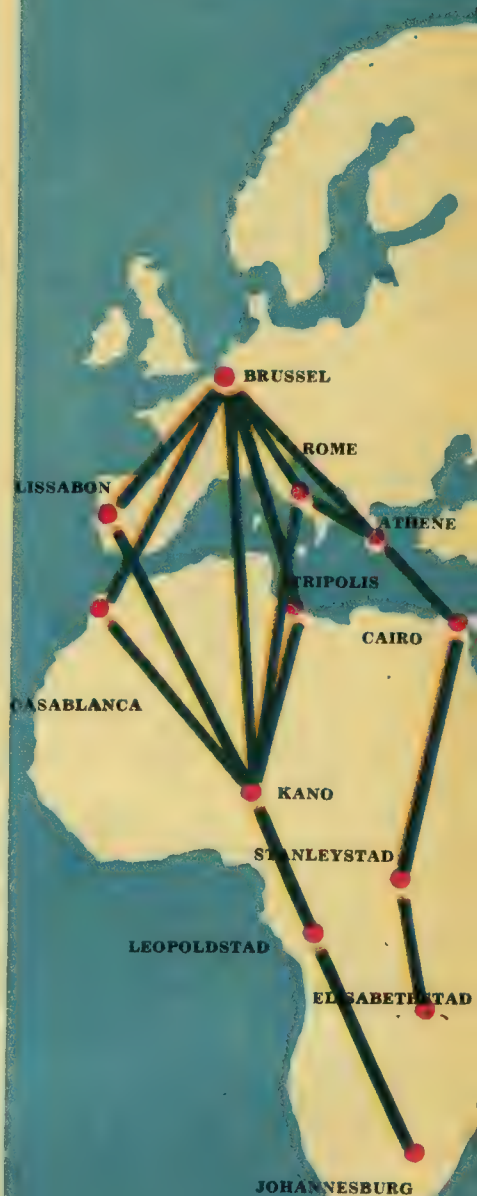 BRUSSEL
ROME
LISSABON
ATHENE
TRIPOLIS
CAIRO
CASABLANCA
KANO
STANLEYSTAD
LEOPOLDSTAD
ELISABETHSTAD
JOHANNESBURG